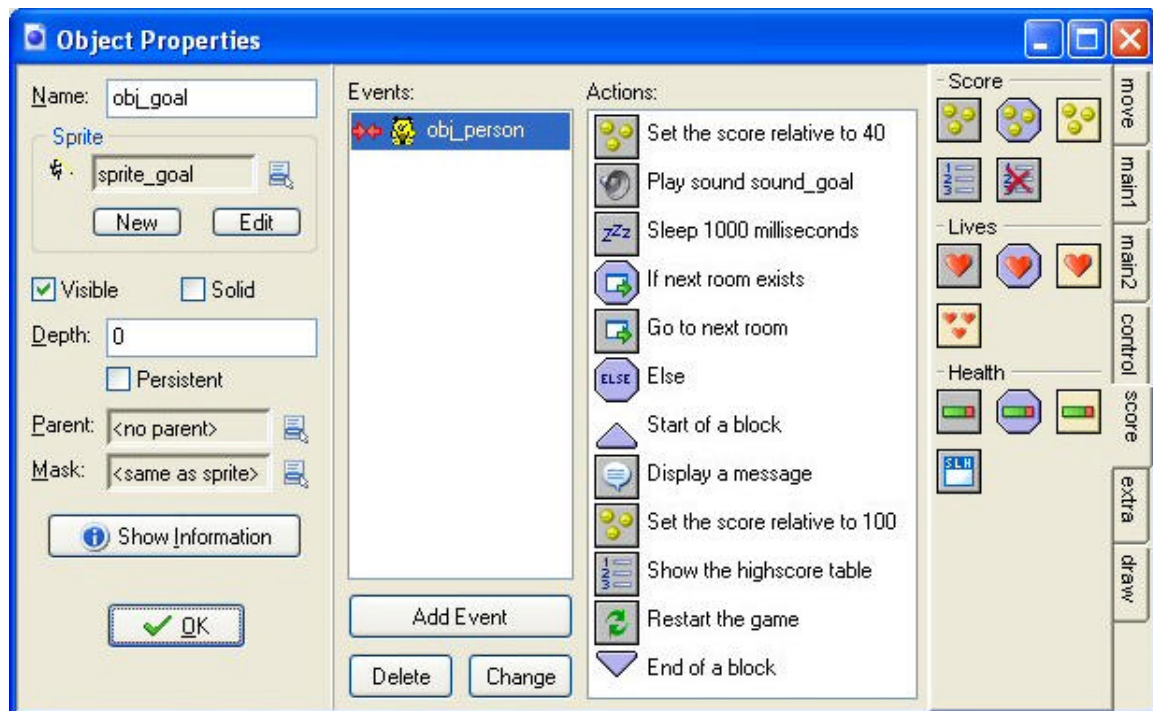 Object Properties
Name: obj_goal
Sprite
sprite_goal
New Edit
Visible Solid
Depth: 0
Persistent
Parent: <no parent>
Mask: <same as sprite>
Show Information
OK
Events:
obj_person
Add Event
Delete Change
Actions:
Set the score relative to 40
Play sound sound_goal
Sleep 1000 milliseconds
If next room exists
Go to next room
ELSE Else
Start of a block
Display a message
Set the score relative to 100
Show the highscore table
Restart the game
End of a block
Score
Lives
Health
SLH
move
main1
main2
control
score
extra
draw